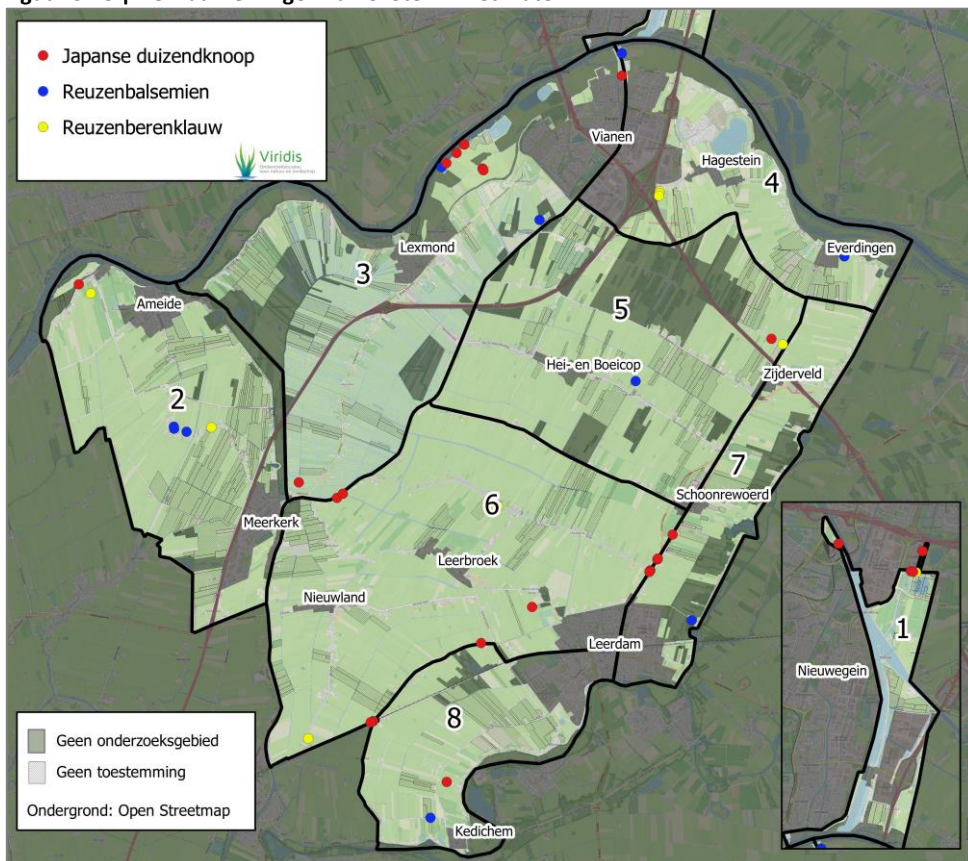 Japanse duizendknoop
Reuzenbalsemien
Reuzenberenklauw
Viridis
Vianen
Hagestein
4
Lexmond
3
Everdingen
Ameide
5
Hei- en Boeicop
Zijderveld
2
7
Schoonrewoerd
6
Meerkerk
Leerbroek
Nieuwland
Leerdam
1
Nieuwegein
8
Kedichem
Geen onderzoeksgebied
Geen toestemming
Ondergrond: Open Streetmap